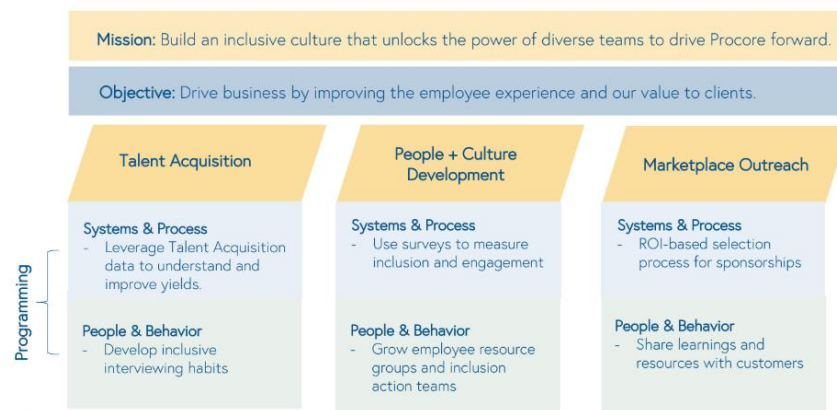 Mission: Build an inclusive culture that unlocks the power of diverse teams to drive Procore forward.
Objective: Drive business by improving the employee experience and our value to clients.
Talent Acquisition
People + Culture
Development
Marketplace Outreach
Programming
Systems & Process
- Leverage Talent Acquisition
data to understand and
improve yields.
People & Behavior
- Develop inclusive
interviewing habits
Systems & Process
- Use surveys to measure
inclusion and engagement
People & Behavior
- Grow employee resource
groups and inclusion
action teams
Systems & Process
- ROI-based selection
process for sponsorships
People & Behavior
- Share learnings and
resources with customers